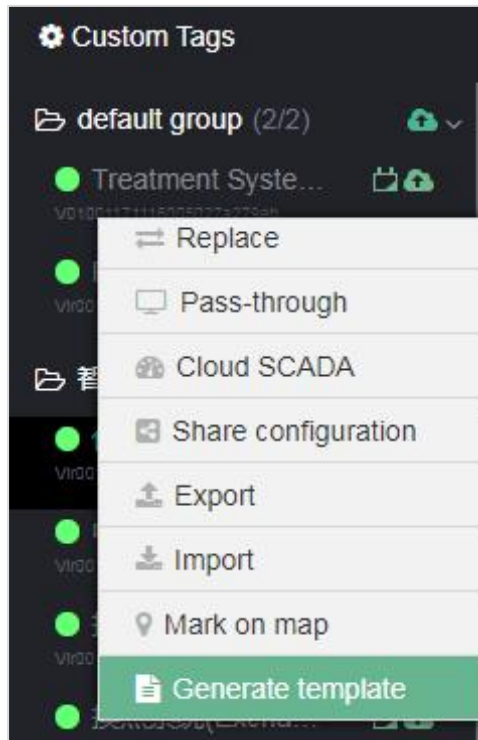 Custom Tags
default group (2/2)
Treatment Syste...
Replace
Pass-through
Cloud SCADA
Share configuration
Export
Import
Mark on map
Generate template